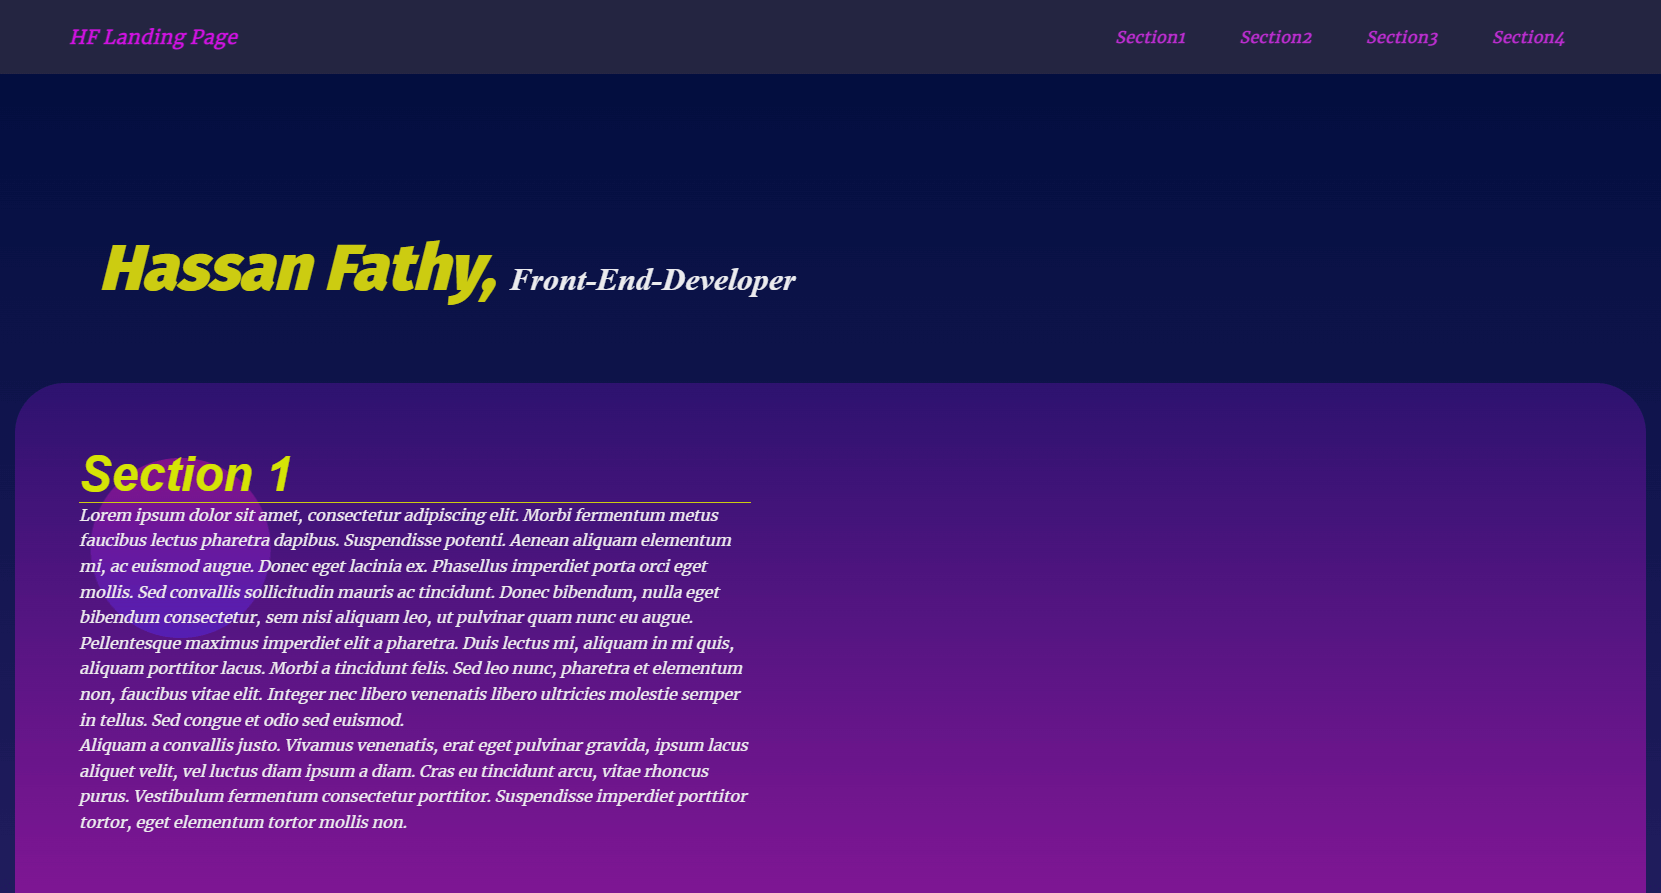 HF Landing Page
Section1 Section2 Section3 Section4
Hassan Fathy, Front-End-Developer
Section 1
Lorem ipsum dolor sit amet, consectetur adipiscing elit. Morbi fermentum metus
faucibus lectus pharetra dapibus. Suspendisse potenti. Aenean aliquam elementum
mi, ac euismod augue. Donec eget lacinia ex. Phasellus imperdiet porta orci eget
mollis. Sed convallis sollicitudin mauris ac tincidunt. Donec bibendum, nulla eget
bibendum consectetur, sem nisi aliquam leo, ut pulvinar quam nunc eu augue.
Pellentesque maximus imperdiet elit a pharetra. Duis lectus mi, aliquam in mi quis,
aliquam porttitor lacus. Morbi a tincidunt felis. Sed leo nunc, pharetra et elementum
non, faucibus vitae elit. Integer nec libero venenatis libero ultricies molestie semper
in tellus. Sed congue et odio sed euismod.
Aliquam a convallis justo. Vivamus venenatis, erat eget pulvinar gravida, ipsum lacus
aliquet velit, vel luctus diam ipsum a diam. Cras eu tincidunt arcu, vitae rhoncus
purus. Vestibulum fermentum consectetur porttitor. Suspendisse imperdiet porttitor
tortor, eget elementum tortor mollis non.